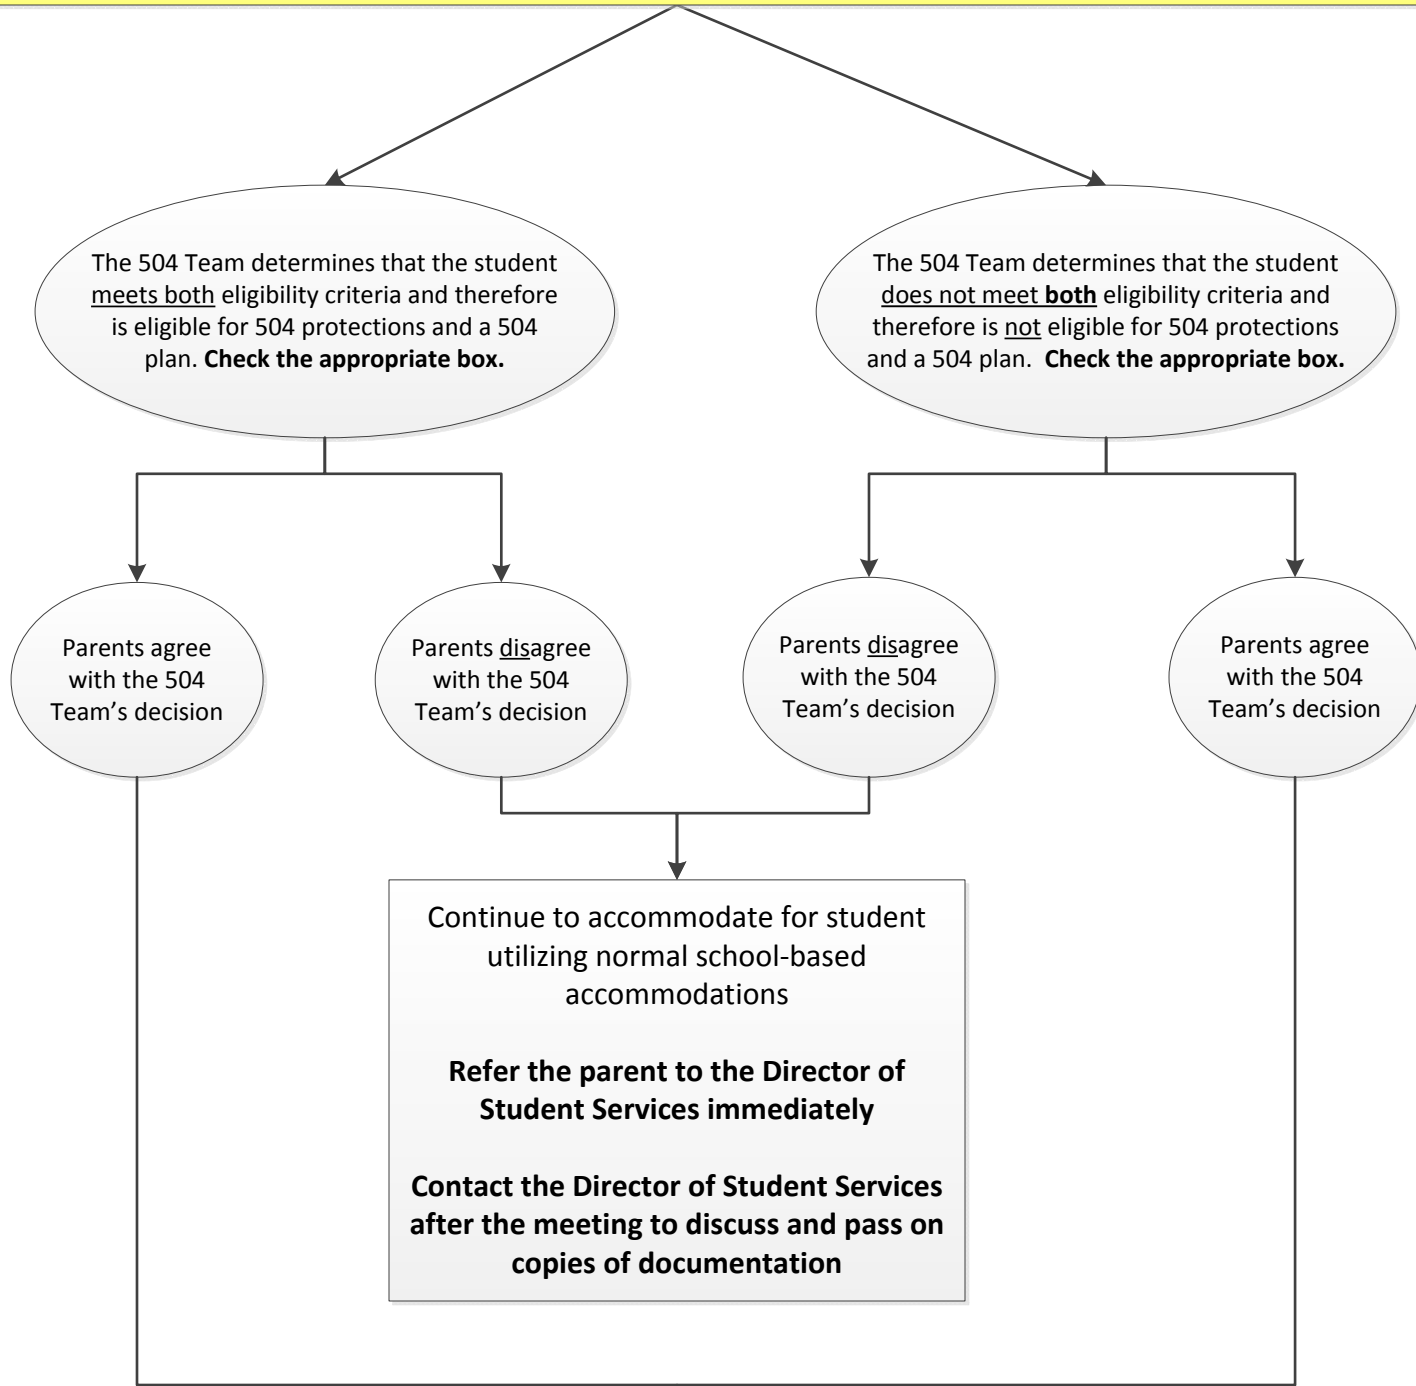 The 504 Team determines that the student
meets both eligibility criteria and therefore
is eligible for 504 protections and a 504
plan. Check the appropriate box.
The 504 Team determines that the student
does not meet both eligibility criteria and
therefore is not eligible for 504 protections
and a 504 plan.  Check the appropriate box.
Parents agree
with the 504
Team’s decision
Parents disagree
with the 504
Team’s decision
Parents disagree
with the 504
Team’s decision
Parents agree
with the 504
Team’s decision
Continue to accommodate for student
utilizing normal school-based
accommodations
Refer the parent to the Director of
Student Services immediately
Contact the Director of Student Services
after the meeting to discuss and pass on
copies of documentation